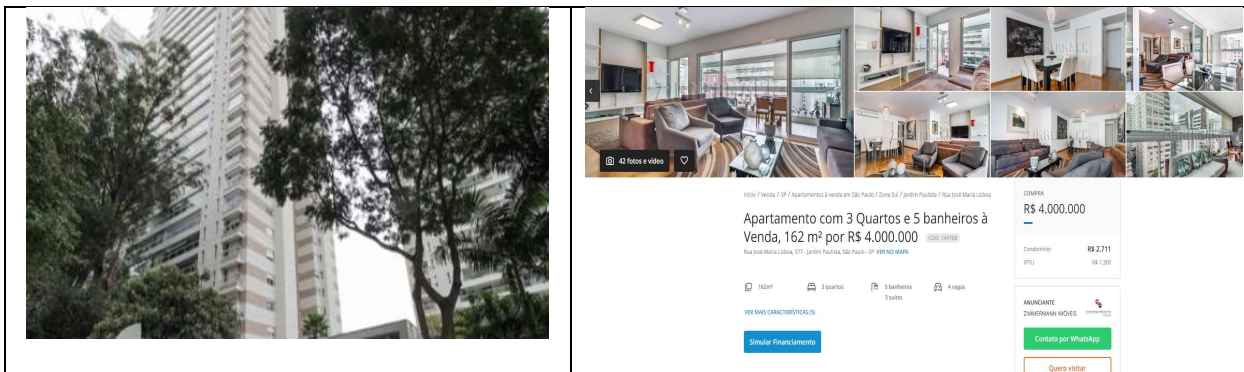 42 fotos e vídeo
Início / Venda / SP / Apartamentos à venda em São Paulo / Zona Sul / Jardim Paulista / Rua José Maria Lisboa
Apartamento com 3 Quartos e 5 banheiros à
Venda, 162 m² por R$ 4.000.000 COD. 144788
Rua José Maria Lisboa, 377 - Jardim Paulista, São Paulo - SP VER NO MAPA
162m²
3 quartos
5 banheiros
3 suítes
4 vagas
VER MAIS CARACTERÍSTICAS (5)
Simular Financiamento
COMPRA
R$ 4.000.000
Condomínio R$ 2.711
IPTU R$ 1.300
ANUNCIANTE
ZIMMERMANN IMÓVEIS
Contato por WhatsApp
Quero visitar